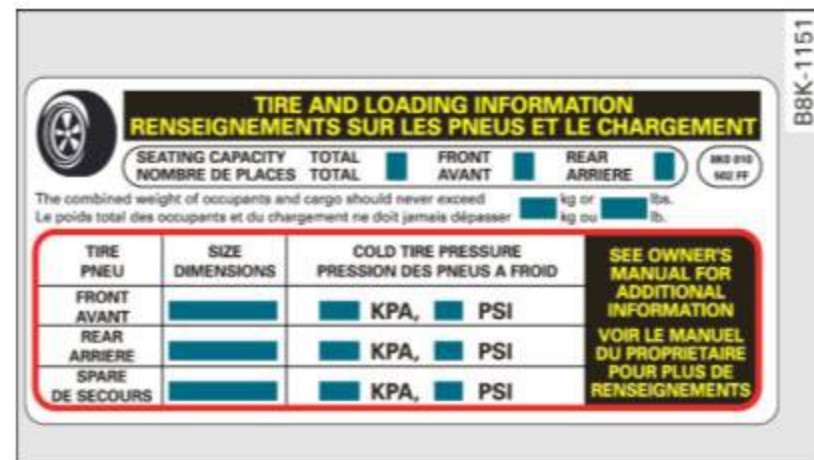 B8K-1151
TIRE AND LOADING INFORMATION
RENSEIGNEMENTS SUR LES PNEUS ET LE CHARGEMENT
SEATING CAPACITY TOTAL FRONT REAR
NOMBRE DE PLACES TOTAL AVANT ARRIERE
8K0 010
502 FF
The combined weight of occupants and cargo should never exceed kg or lbs.
Le poids total des occupants et du chargement ne doit jamais dépasser kg ou lb.
TIRE SIZE COLD TIRE PRESSURE
PNEU DIMENSIONS PRESSION DES PNEUS A FROID
FRONT
AVANT
KPA, PSI
REAR
ARRIERE
KPA, PSI
SPARE
DE SECOURS
KPA, PSI
SEE OWNER'S
MANUAL FOR
ADDITIONAL
INFORMATION
VOIR LE MANUEL
DU PROPRIETAIRE
POUR PLUS DE
RENSEIGNEMENTS